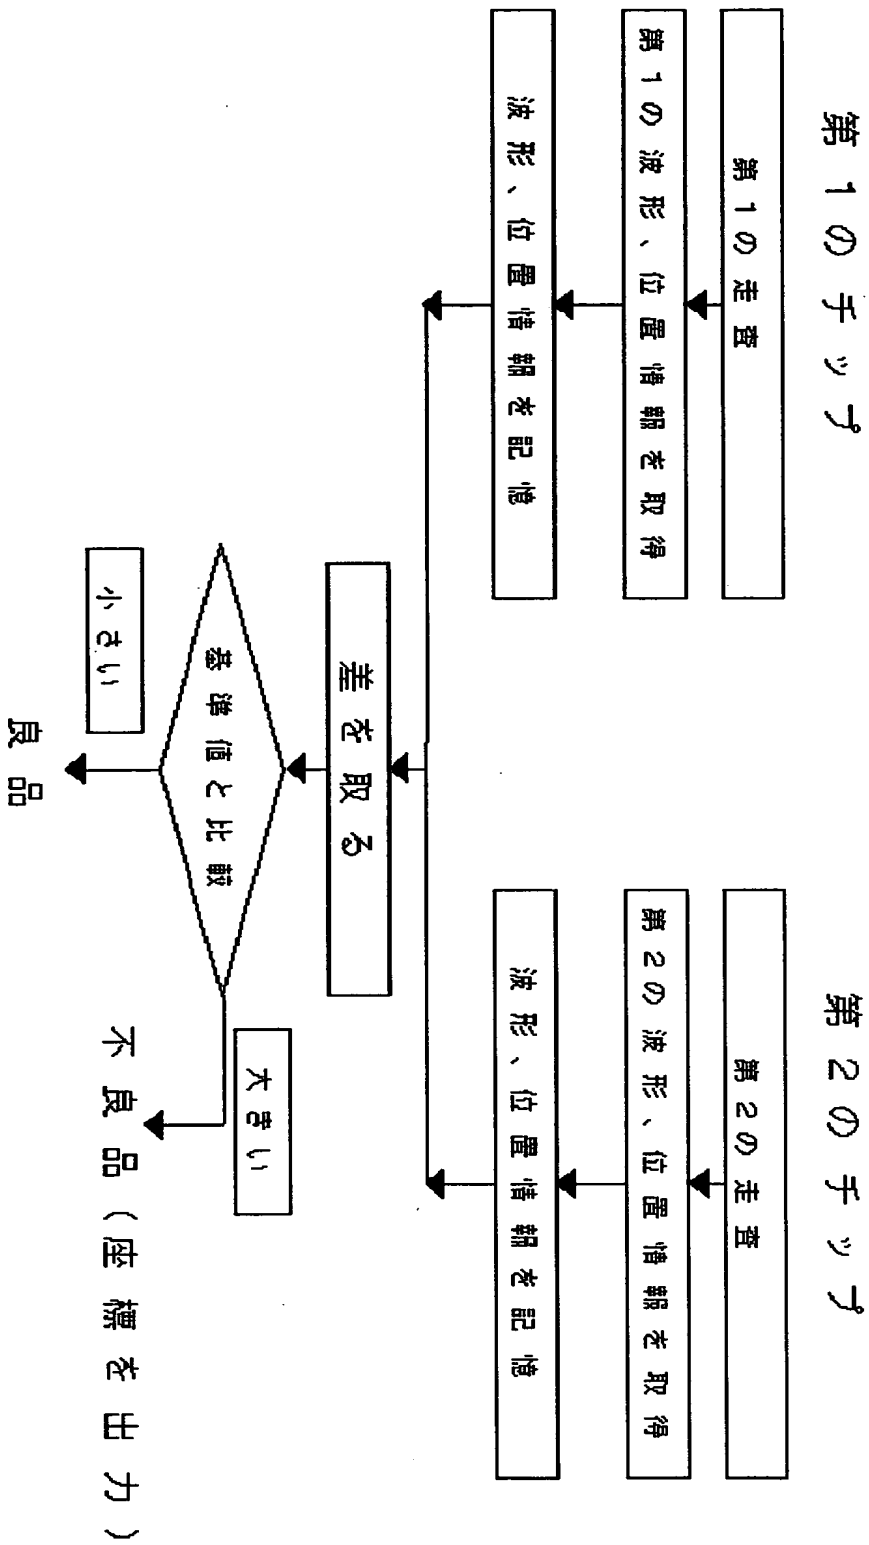 第１のチップ
第２のチップ
第１の走査
第２の走査
第１の波形、位置情報を取得
第２の波形、位置情報を取得
波形、位置情報を記憶
波形、位置情報を記憶
差を取る
基準値と比較
大きい
小さい
不良品（座標を出力）
良品